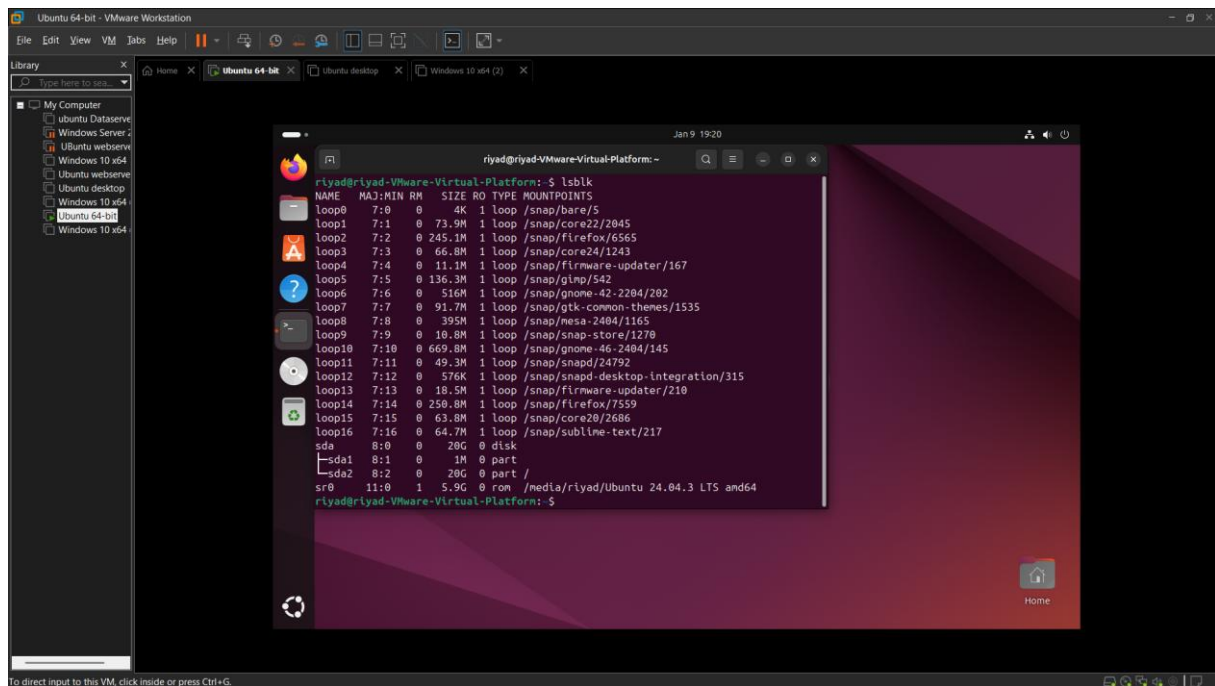 Ubuntu 64-bit - VMware Workstation
File Edit View VM Tabs Help
Library
Type here to sea...
Home
Ubuntu 64-bit
Ubuntu desktop
Windows 10 x64 (2)
My Computer
ubuntu Dataserve
Windows Server 2
UBuntu webserve
Windows 10 x64
Ubuntu webserve
Ubuntu desktop
Windows 10 x64
Ubuntu 64-bit
Windows 10 x64
Jan 9 19:20
riyad@riyad-VMware-Virtual-Platform: ~
riyad@riyad-VMware-Virtual-Platform:~$ lsblk
NAME MAJ:MIN RM SIZE RO TYPE MOUNTPOINTS
loop0 7:0 0 4K 1 loop /snap/bare/5
loop1 7:1 0 73.9M 1 loop /snap/core22/2045
loop2 7:2 0 245.1M 1 loop /snap/firefox/6565
loop3 7:3 0 66.8M 1 loop /snap/core24/1243
loop4 7:4 0 11.1M 1 loop /snap/firmware-updater/167
loop5 7:5 0 136.3M 1 loop /snap/gimp/542
loop6 7:6 0 516M 1 loop /snap/gnome-42-2204/202
loop7 7:7 0 91.7M 1 loop /snap/gtk-common-themes/1535
loop8 7:8 0 395M 1 loop /snap/mesa-2404/1165
loop9 7:9 0 10.8M 1 loop /snap/snap-store/1270
loop10 7:10 0 669.8M 1 loop /snap/gnome-46-2404/145
loop11 7:11 0 49.3M 1 loop /snap/snapd/24792
loop12 7:12 0 576K 1 loop /snap/snapd-desktop-integration/315
loop13 7:13 0 18.5M 1 loop /snap/firmware-updater/210
loop14 7:14 0 250.8M 1 loop /snap/firefox/7559
loop15 7:15 0 63.8M 1 loop /snap/core20/2686
loop16 7:16 0 64.7M 1 loop /snap/sublime-text/217
sda 8:0 0 20G 0 disk
├─sda1 8:1 0 1M 0 part
└─sda2 8:2 0 20G 0 part /
sr0 11:0 1 5.9G 0 rom /media/riyad/Ubuntu 24.04.3 LTS amd64
riyad@riyad-VMware-Virtual-Platform:~$
Home
To direct input to this VM, click inside or press Ctrl+G.